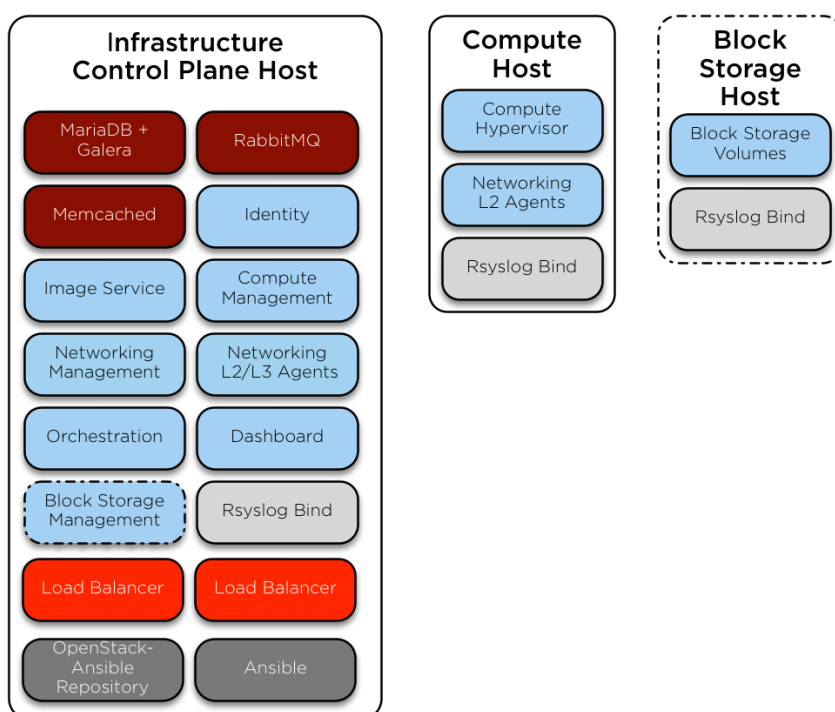 Infrastructure
Control Plane Host
MariaDB +
Galera
RabbitMQ
Memcached
Identity
Image Service
Compute
Management
Networking
Management
Networking
L2/L3 Agents
Orchestration
Dashboard
Block Storage
Management
Rsyslog Bind
Load Balancer
Load Balancer
OpenStack-
Ansible
Repository
Ansible
Compute
Host
Compute
Hypervisor
Networking
L2 Agents
Rsyslog Bind
Block
Storage
Host
Block Storage
Volumes
Rsyslog Bind